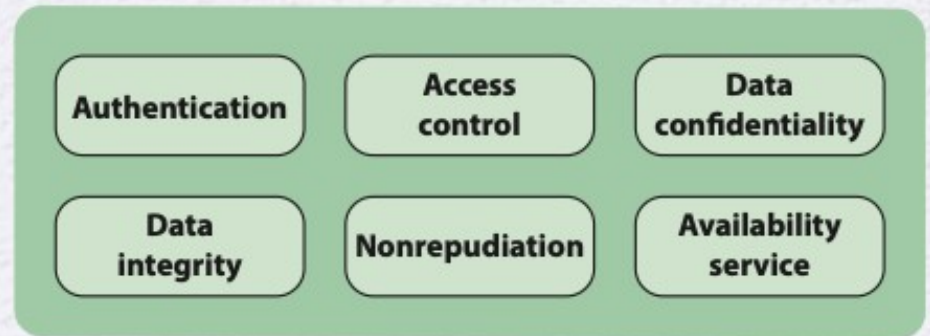 Authentication
Access
control
Data
confidentiality
Data
integrity
Nonrepudiation
Availability
service